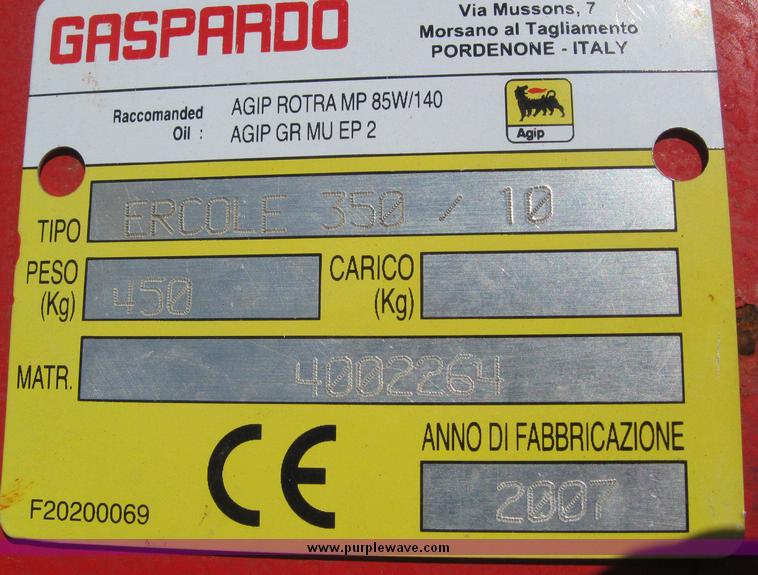 GASPARDO
Via Mussons, 7
Morsano al Tagliamento
PORDENONE - ITALY
Raccomanded
Oil :
AGIP ROTRA MP 85W/140
AGIP GR MU EP 2
Agip
TIPO ERCOLE 350 / 10
PESO
(Kg)
450
CARICO
(Kg)
MATR. 4002264
CE
ANNO DI FABBRICAZIONE
2007
F20200069
www.purplewave.com